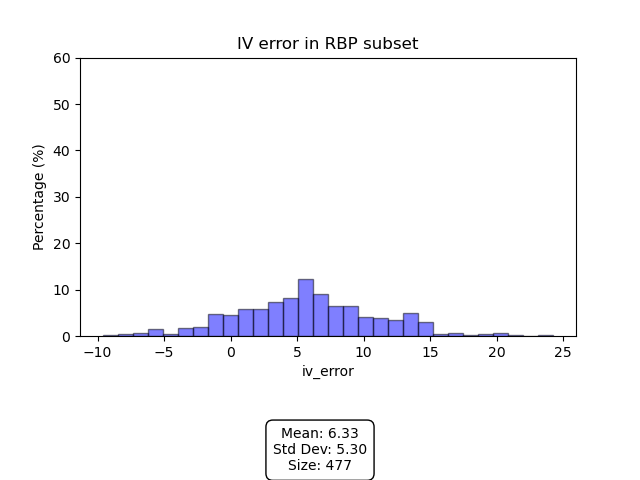 IV error in RBP subset
60
50
40
30
20
10
0
Percentage (%)
−10 −5 0 5 10 15 20 25
iv_error
Mean: 6.33
Std Dev: 5.30
Size: 477